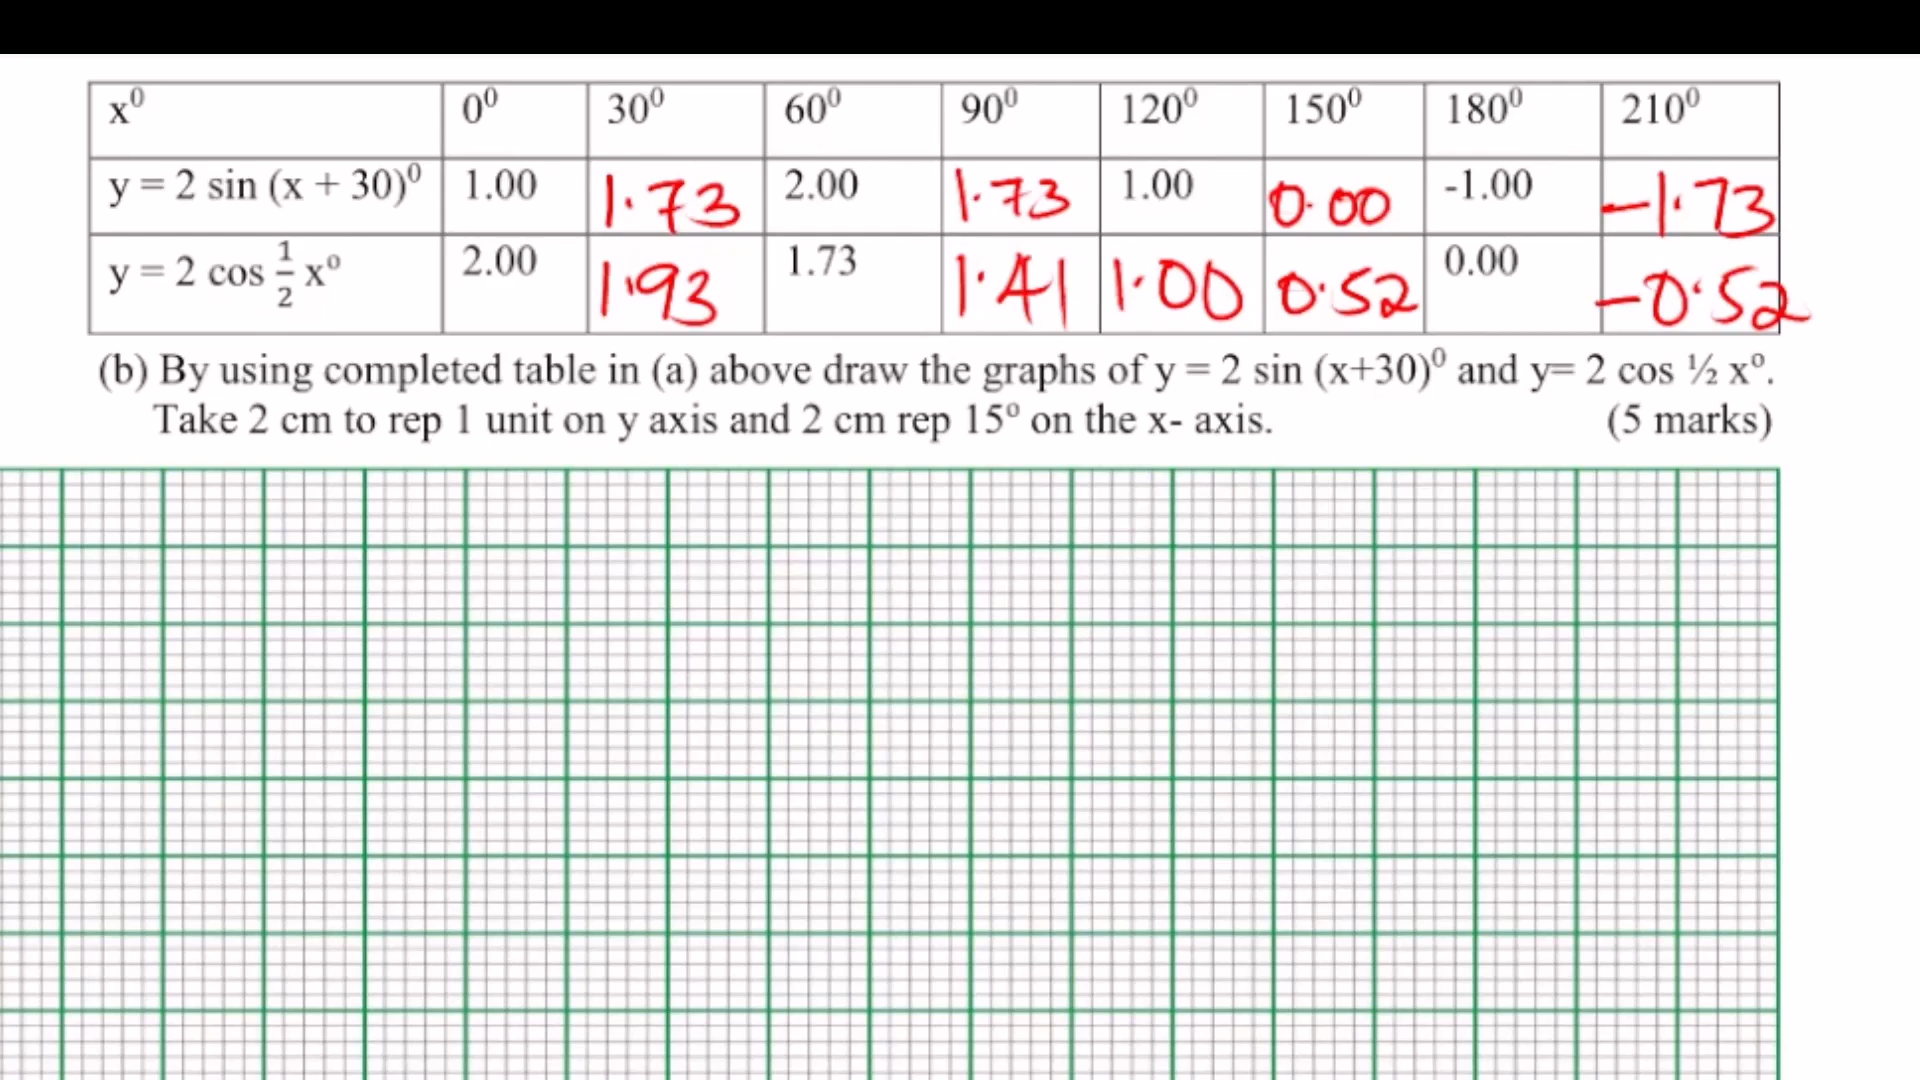 x⁰ 0⁰ 30⁰ 60⁰ 90⁰ 120⁰ 150⁰ 180⁰ 210⁰
y = 2 sin (x + 30)⁰ 1.00 1.73 2.00 1.73 1.00 0.00 -1.00 -1.73
y = 2 cos 1/2 x⁰ 2.00 1.93 1.73 1.41 1.00 0.52 0.00 -0.52
(b) By using completed table in (a) above draw the graphs of y = 2 sin (x+30)⁰ and y= 2 cos ½ x⁰.
Take 2 cm to rep 1 unit on y axis and 2 cm rep 15⁰ on the x- axis. (5 marks)